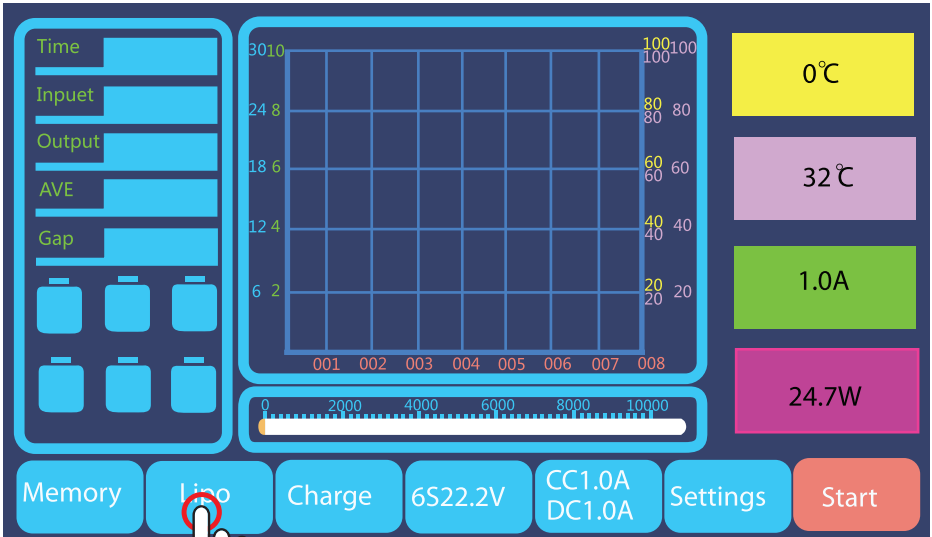 Time
Inpuet
Output
AVE
Gap
30 10 100 100
100
24 8 80 80
80
18 6 60 60
60
12 4 40 40
40
6 2 20 20
20
001 002 003 004 005 006 007 008
0 2000 4000 6000 8000 10000
0℃
32℃
1.0A
24.7W
Memory
Lipo
Charge
6S22.2V
CC1.0A
DC1.0A
Settings
Start